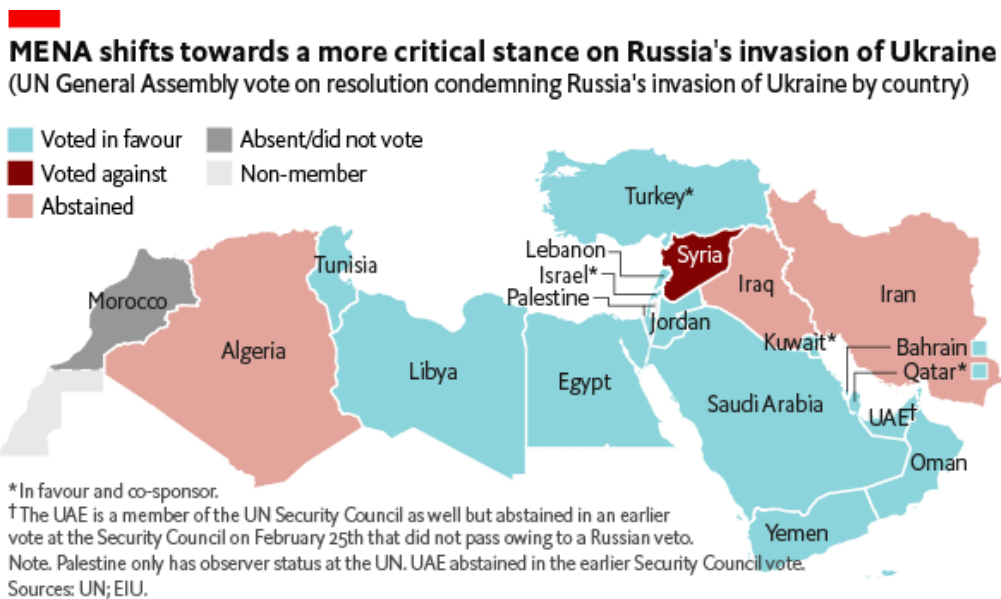 MENA shifts towards a more critical stance on Russia's invasion of Ukraine
(UN General Assembly vote on resolution condemning Russia's invasion of Ukraine by country)
Voted in favour
Absent/did not vote
Voted against
Non-member
Abstained
Turkey*
Lebanon
Syria
Israel*
Palestine
Tunisia
Iraq
Iran
Morocco
Jordan
Kuwait*
Algeria
Bahrain
Libya
Egypt
Qatar*
Saudi Arabia
UAE†
Oman
Yemen
*In favour and co-sponsor.
†The UAE is a member of the UN Security Council as well but abstained in an earlier
vote at the Security Council on February 25th that did not pass owing to a Russian veto.
Note. Palestine only has observer status at the UN. UAE abstained in the earlier Security Council vote.
Sources: UN; EIU.